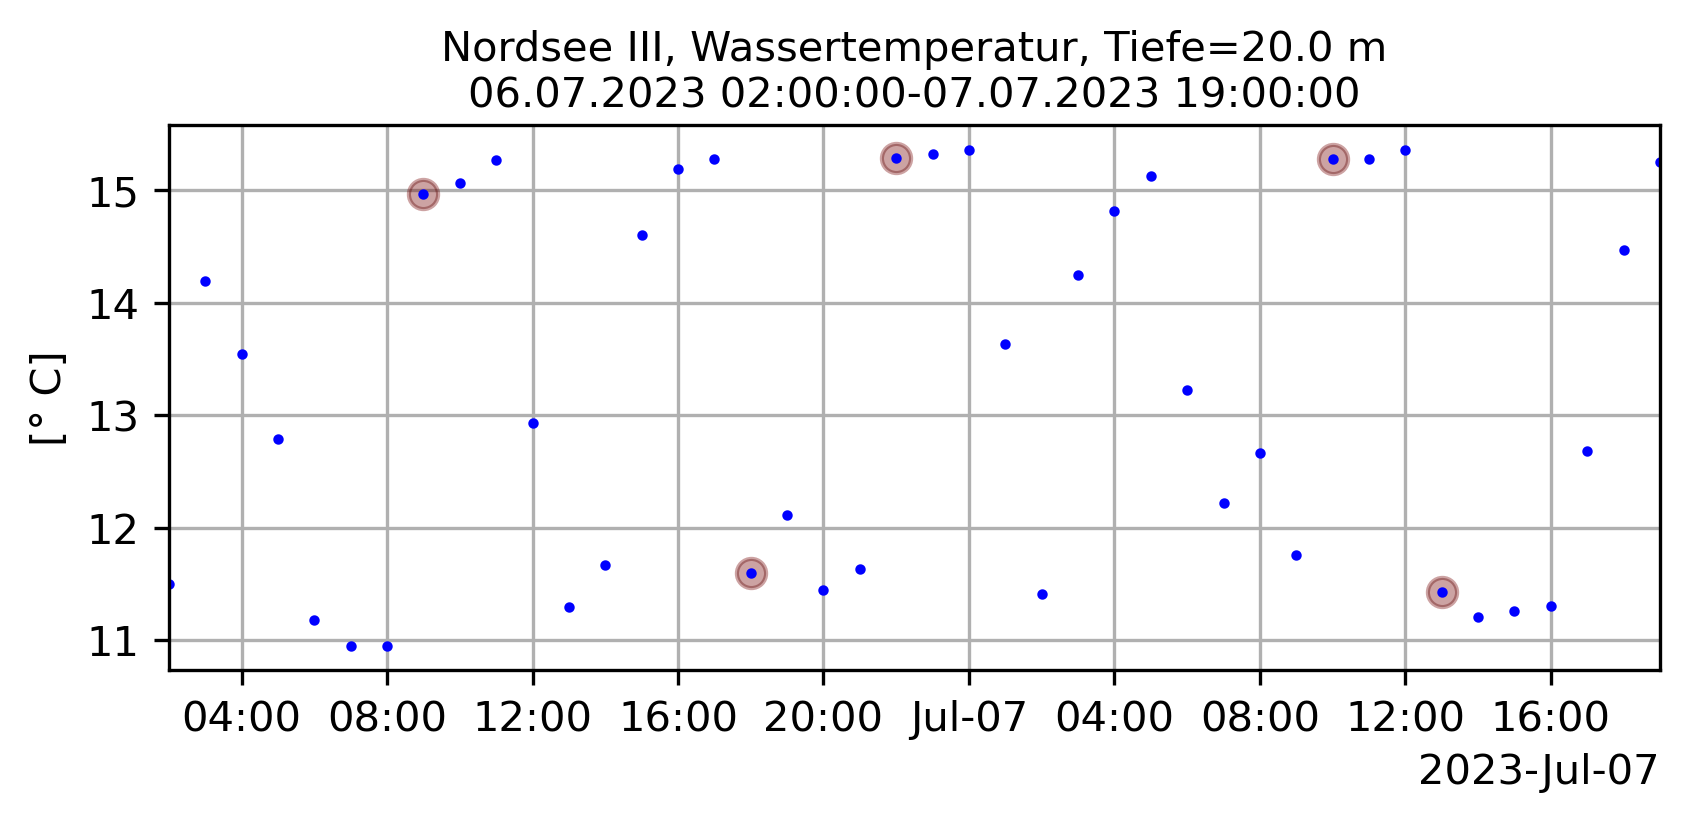 Nordsee III, Wassertemperatur, Tiefe=20.0 m
06.07.2023 02:00:00-07.07.2023 19:00:00
[° C]
15
14
13
12
11
04:00 08:00 12:00 16:00 20:00 Jul-07 04:00 08:00 12:00 16:00
2023-Jul-07